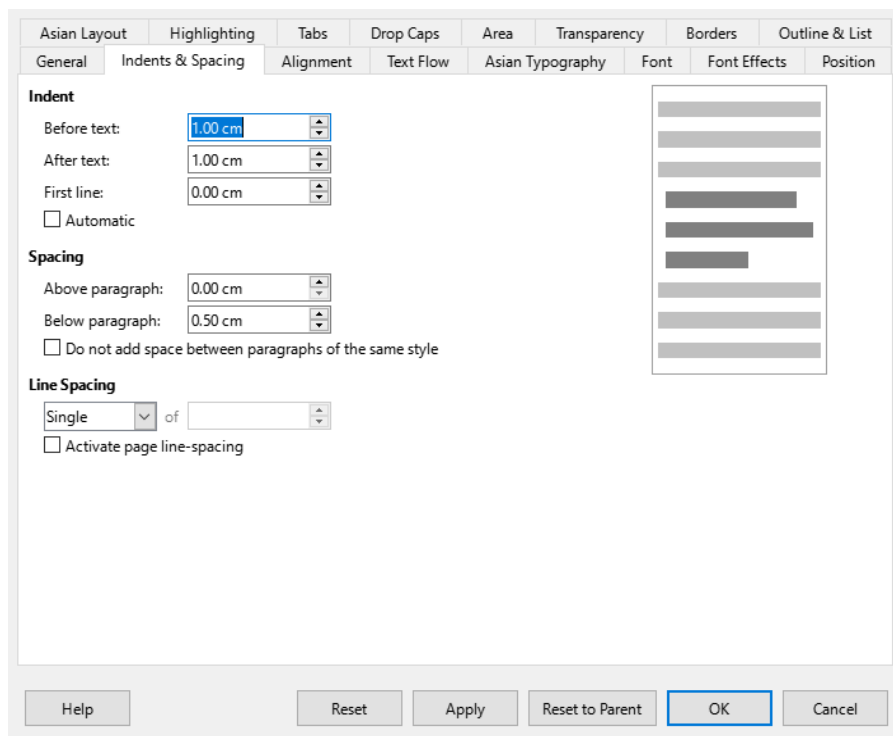 Asian Layout Highlighting Tabs Drop Caps Area Transparency Borders Outline & List
General Indents & Spacing Alignment Text Flow Asian Typography Font Font Effects Position
Indent
Before text: 1.00 cm
After text: 1.00 cm
First line: 0.00 cm
Automatic
Spacing
Above paragraph: 0.00 cm
Below paragraph: 0.50 cm
Do not add space between paragraphs of the same style
Line Spacing
Single of
Activate page line-spacing
Help Reset Apply Reset to Parent OK Cancel